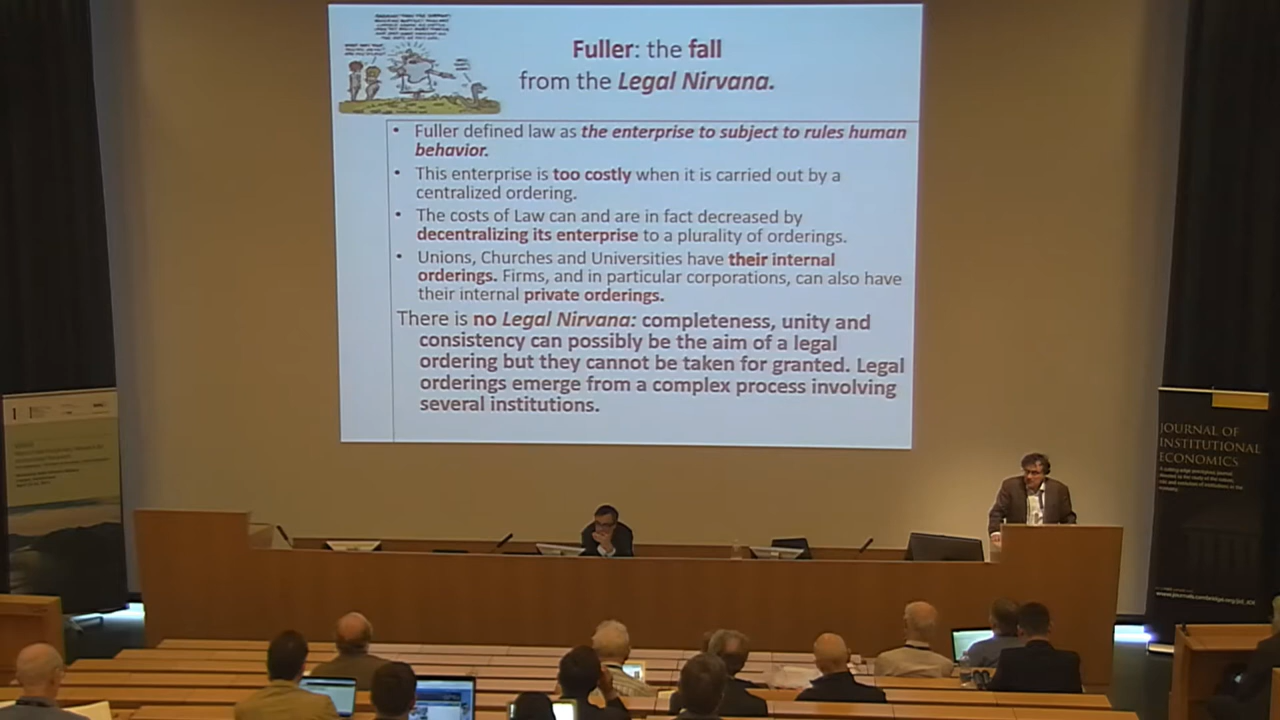 Fuller: the fall
from the Legal Nirvana.
• Fuller defined law as the enterprise to subject to rules human
behavior.
• This enterprise is too costly when it is carried out by a
centralized ordering.
• The costs of Law can and are in fact decreased by
decentralizing its enterprise to a plurality of orderings.
• Unions, Churches and Universities have their internal
orderings. Firms, and in particular corporations, can also have
their internal private orderings.
There is no Legal Nirvana: completeness, unity and
consistency can possibly be the aim of a legal
ordering but they cannot be taken for granted. Legal
orderings emerge from a complex process involving
several institutions.
JOURNAL OF
INSTITUTIONAL
ECONOMICS